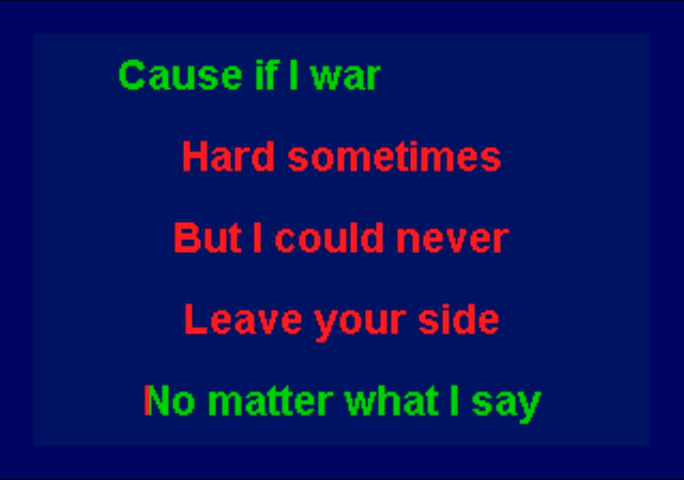 Cause if I war
Hard sometimes
But I could never
Leave your side
No matter what I say